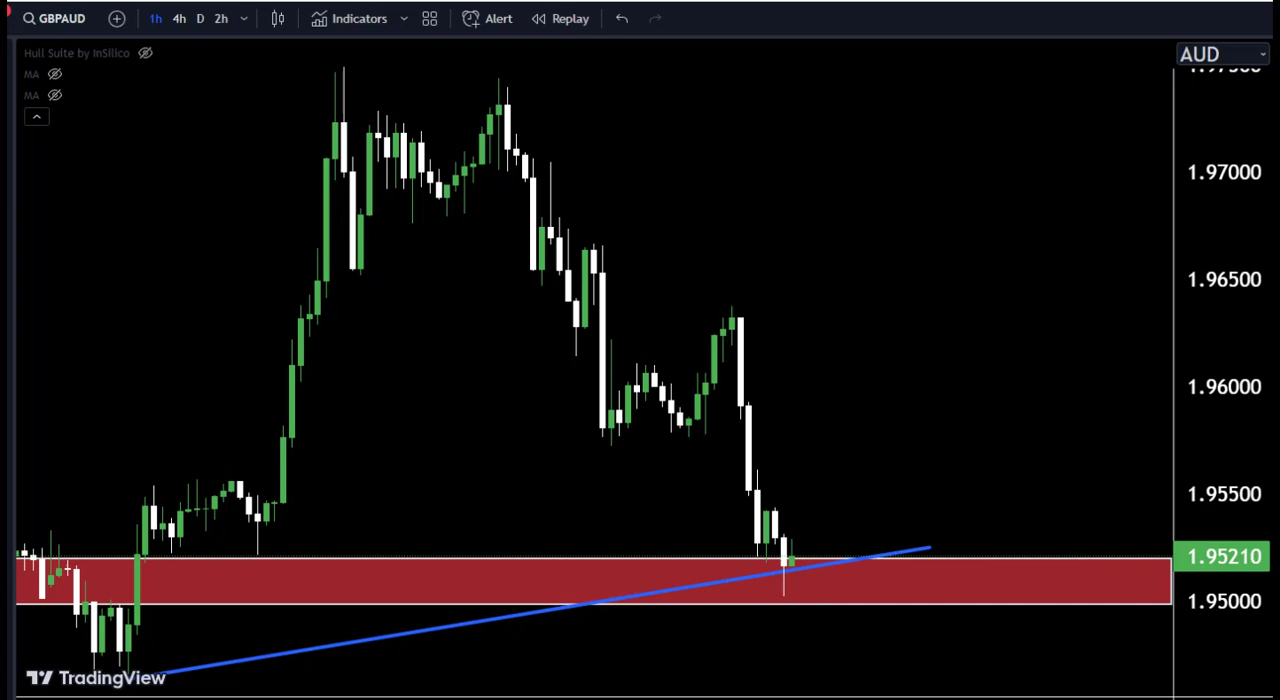 GBPAUD 1h 4h D 2h Indicators Alert Replay
Hull Suite by InSilico
AUD
MA
MA
1.97000
1.96500
1.96000
1.95500
1.95210
1.95000
TradingView